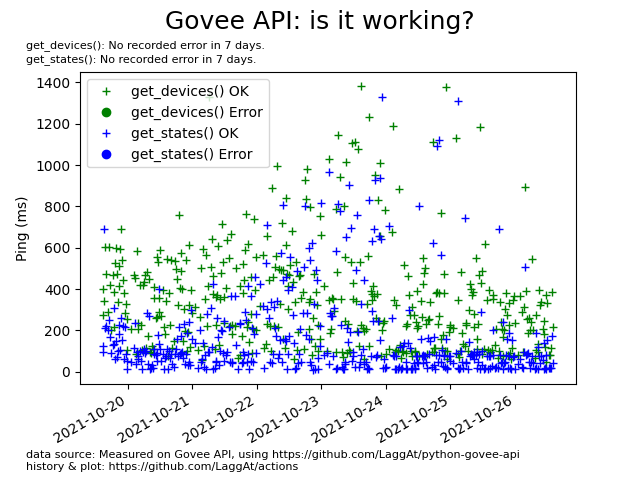 Govee API: is it working?
get_devices(): No recorded error in 7 days.
get_states(): No recorded error in 7 days.
get_devices() OK
get_devices() Error
get_states() OK
get_states() Error
Ping (ms)
1400
1200
1000
800
600
400
200
0
2021-10-20
2021-10-21
2021-10-22
2021-10-23
2021-10-24
2021-10-25
2021-10-26
data source: Measured on Govee API, using https://github.com/LaggAt/python-govee-api
history & plot: https://github.com/LaggAt/actions